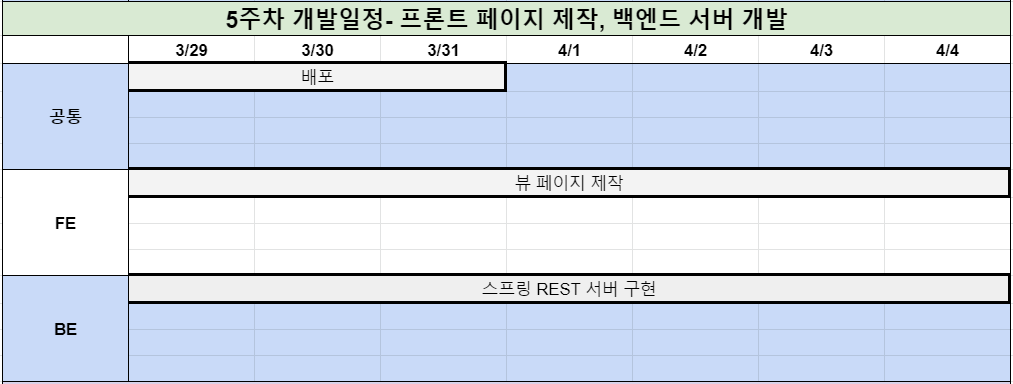 5주차 개발일정- 프론트 페이지 제작, 백엔드 서버 개발
3/29 3/30 3/31 4/1 4/2 4/3 4/4
배포
공통
뷰 페이지 제작
FE
스프링 REST 서버 구현
BE